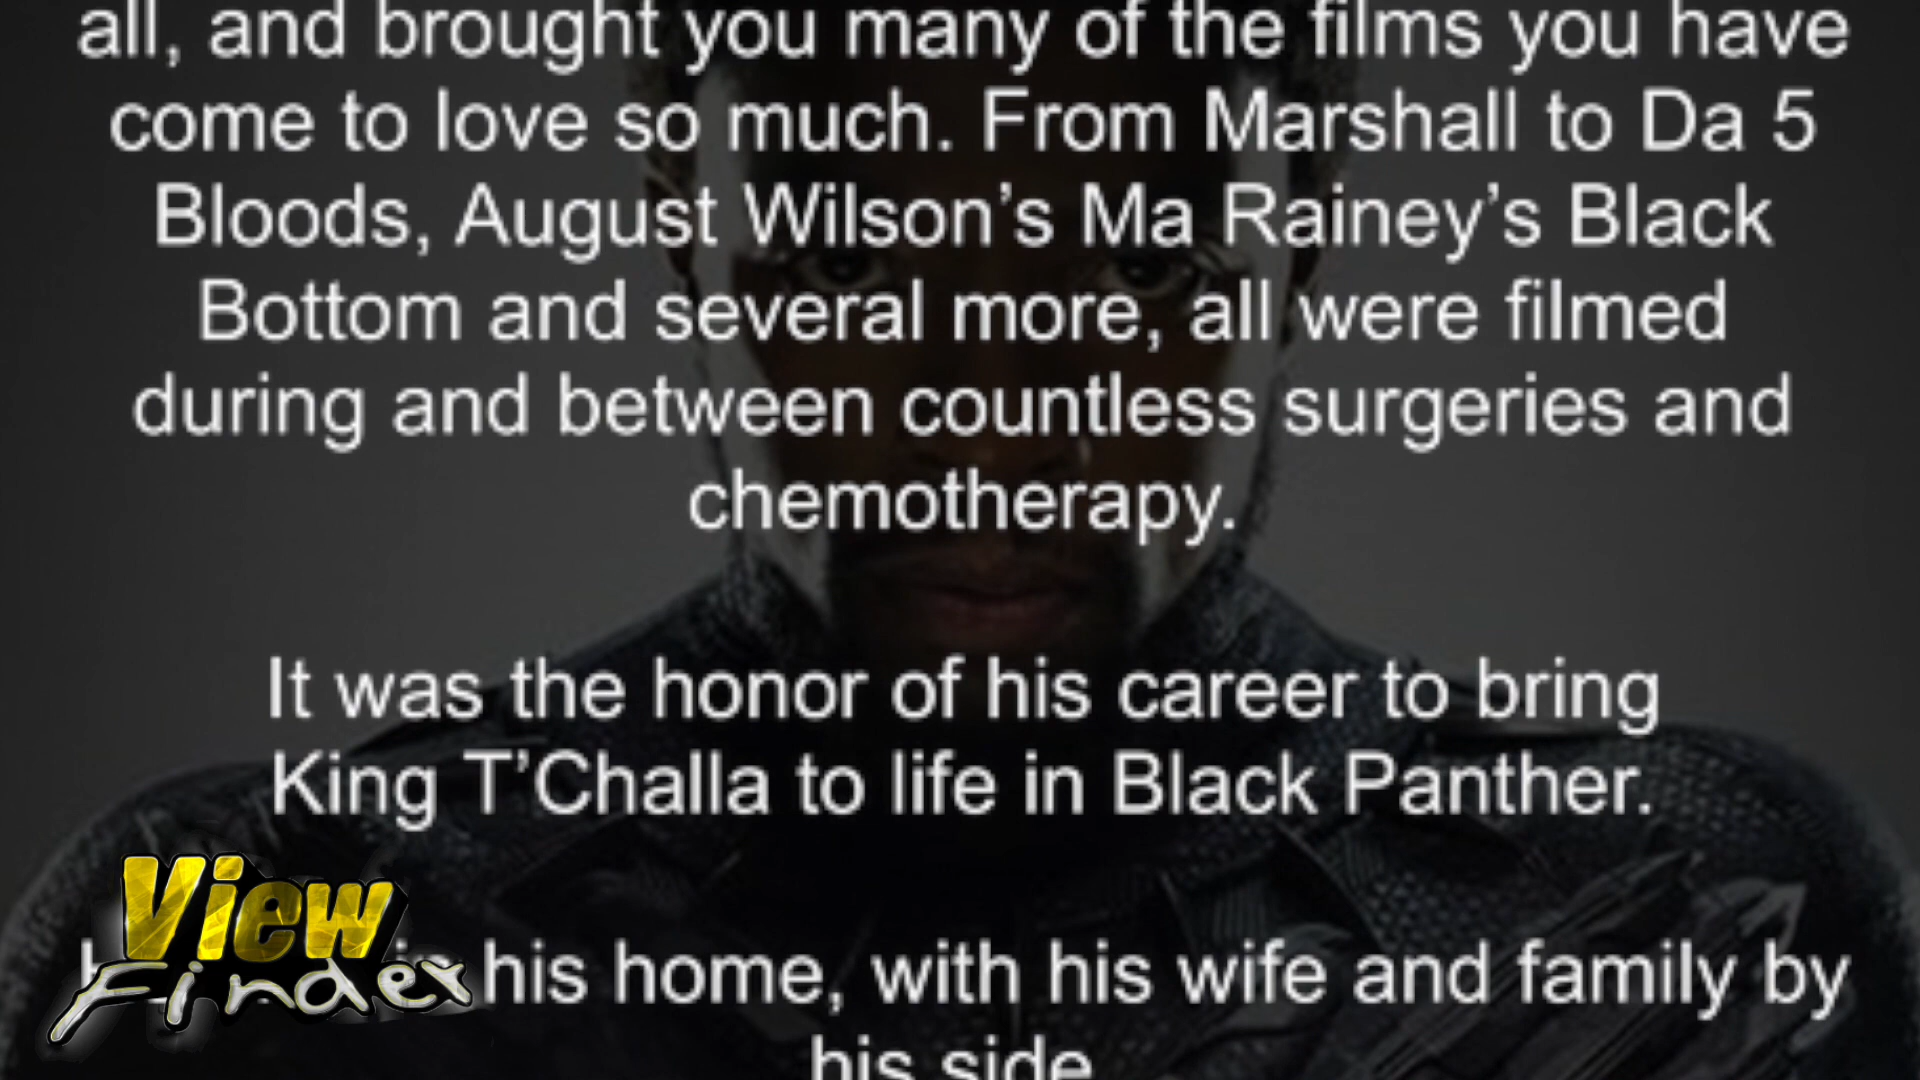 all, and brought you many of the films you have
come to love so much. From Marshall to Da 5
Bloods, August Wilson’s Ma Rainey’s Black
Bottom and several more, all were filmed
during and between countless surgeries and
chemotherapy.
It was the honor of his career to bring
King T’Challa to life in Black Panther.
his home, with his wife and family by
his side
View
Finder